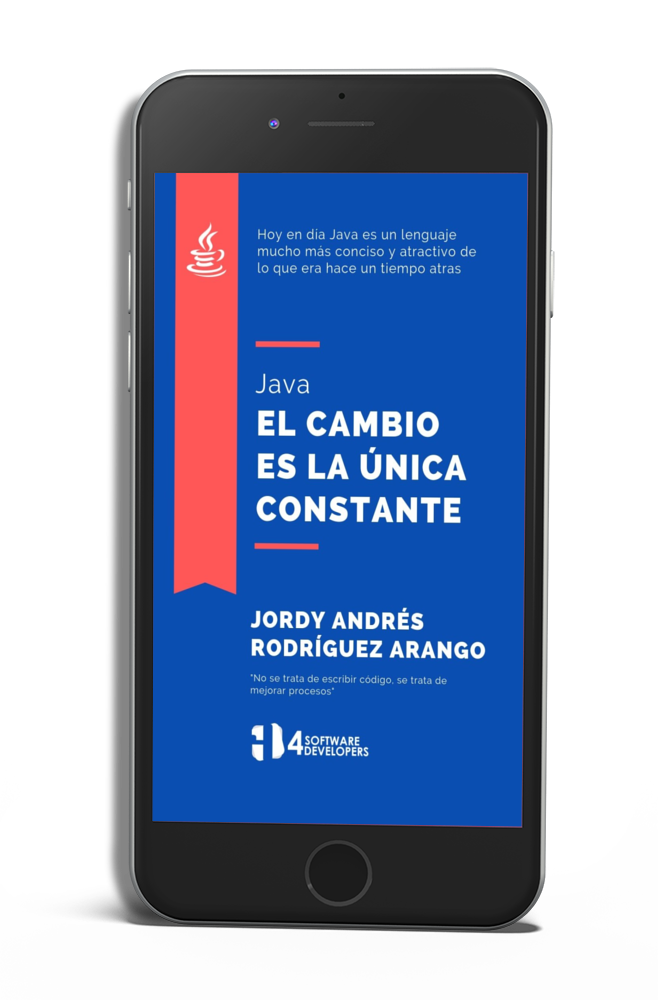 Hoy en día Java es un lenguaje
mucho más conciso y atractivo de
lo que era hace un tiempo atras
Java
EL CAMBIO
ES LA ÚNICA
CONSTANTE
JORDY ANDRÉS
RODRÍGUEZ ARANGO
"No se trata de escribir código, se trata de
mejorar procesos"
4 SOFTWARE
DEVELOPERS